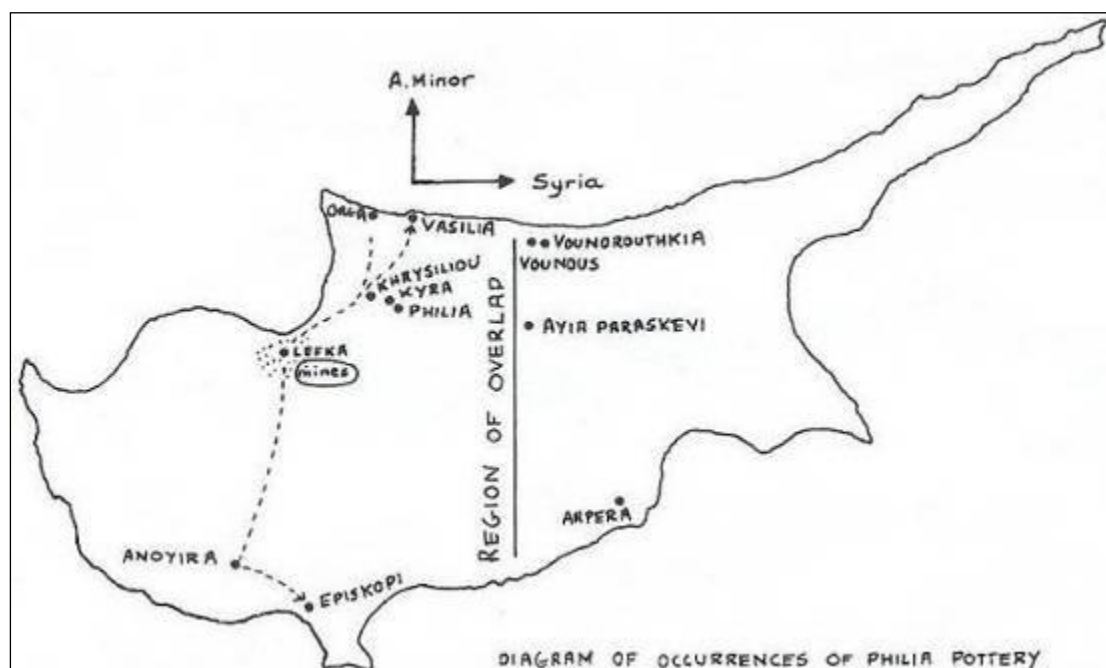 A. Minor
Syria
ORGA
VASILIA
VOUNOROUTHKIA
VOUNOUS
KHRYSILIOU
KYRA
PHILIA
AYIA PARASKEVI
LEFKA
mines
REGION OF OVERLAP
ARPERA
ANOYIRA
EPISKOPI
DIAGRAM OF OCCURRENCES OF PHILIA POTTERY